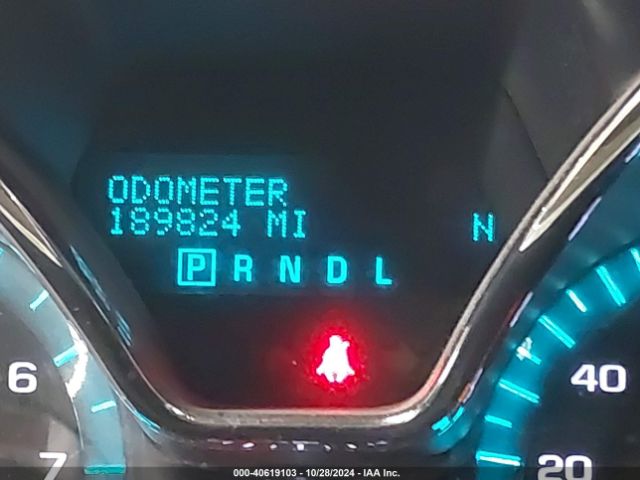 ODOMETER
189824 MI N
P R N D L
6 40
7 20
000-40619103 - 10/28/2024 - IAA Inc.